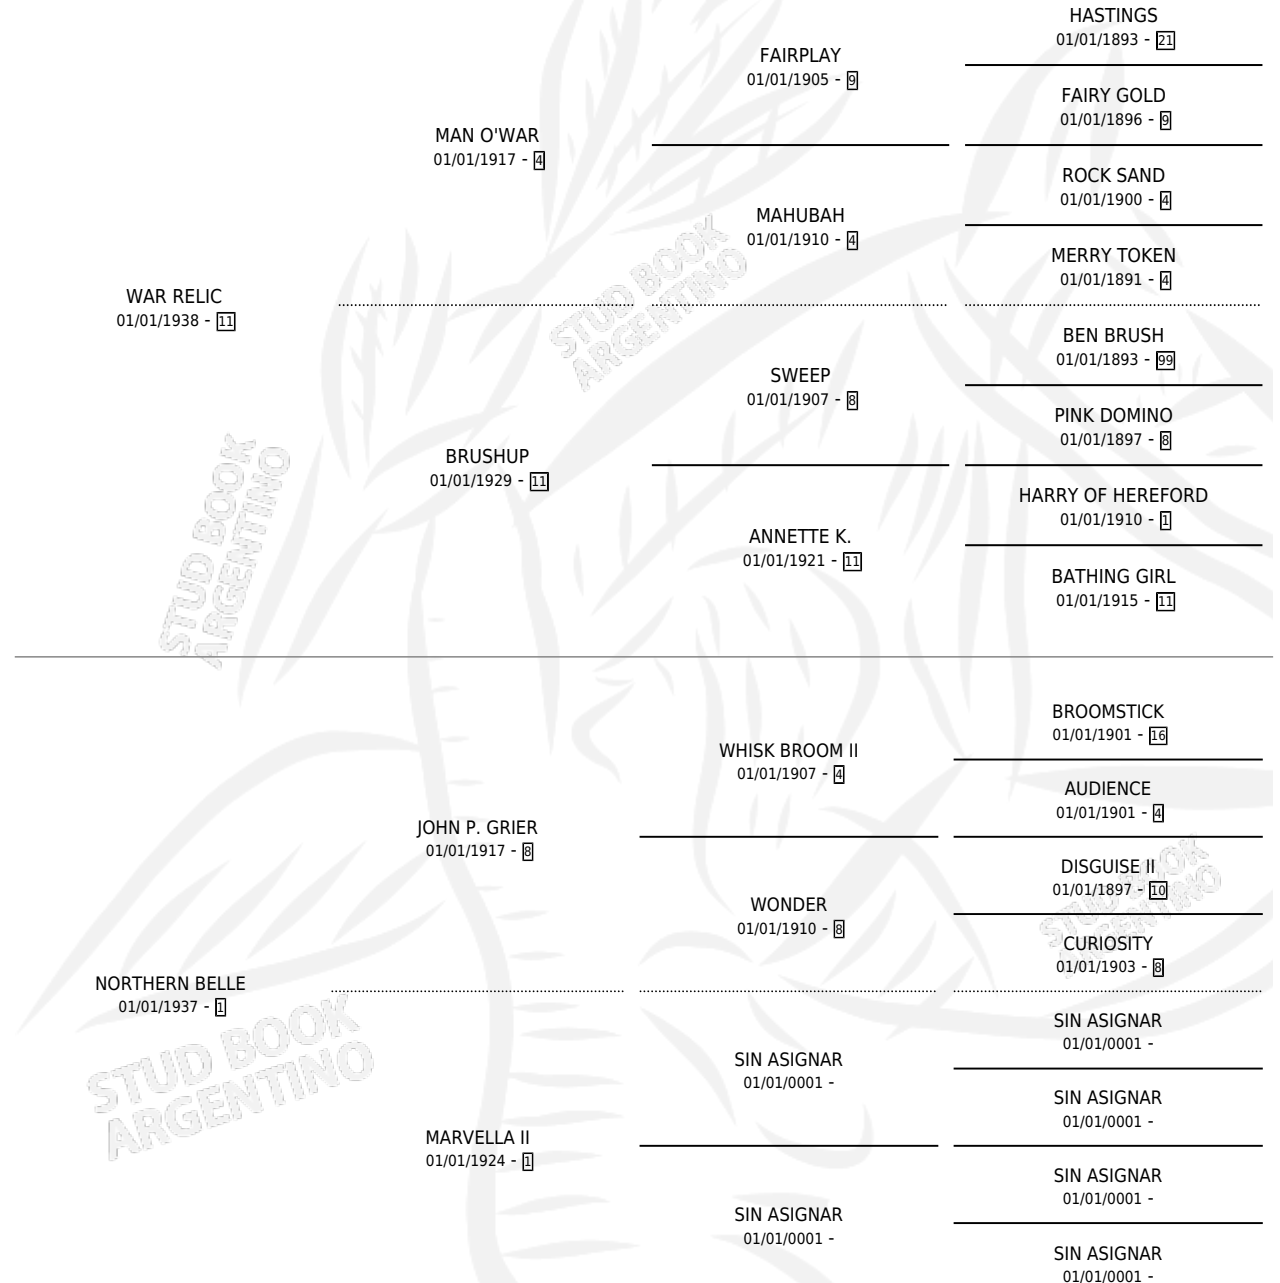 HASTINGS
01/01/1893 - 21
FAIRPLAY
01/01/1905 - 9
FAIRY GOLD
01/01/1896 - 9
MAN O'WAR
01/01/1917 - 4
ROCK SAND
01/01/1900 - 4
MAHUBAH
01/01/1910 - 4
MERRY TOKEN
01/01/1891 - 4
WAR RELIC
01/01/1938 - 11
BEN BRUSH
01/01/1893 - 99
SWEEP
01/01/1907 - 8
PINK DOMINO
01/01/1897 - 8
BRUSHUP
01/01/1929 - 11
HARRY OF HEREFORD
01/01/1910 - 1
ANNETTE K.
01/01/1921 - 11
BATHING GIRL
01/01/1915 - 11
BROOMSTICK
01/01/1901 - 16
WHISK BROOM II
01/01/1907 - 4
AUDIENCE
01/01/1901 - 4
JOHN P. GRIER
01/01/1917 - 8
DISGUISE II
01/01/1897 - 10
WONDER
01/01/1910 - 8
CURIOSITY
01/01/1903 - 8
NORTHERN BELLE
01/01/1937 - 1
SIN ASIGNAR
01/01/0001 -
SIN ASIGNAR
01/01/0001 -
SIN ASIGNAR
01/01/0001 -
MARVELLA II
01/01/1924 - 1
SIN ASIGNAR
01/01/0001 -
SIN ASIGNAR
01/01/0001 -
SIN ASIGNAR
01/01/0001 -
STUD BOOK
ARGENTINO
STUD BOOK
ARGENTINO
STUD BOOK
ARGENTINO
STUD BOOK
ARGENTINO